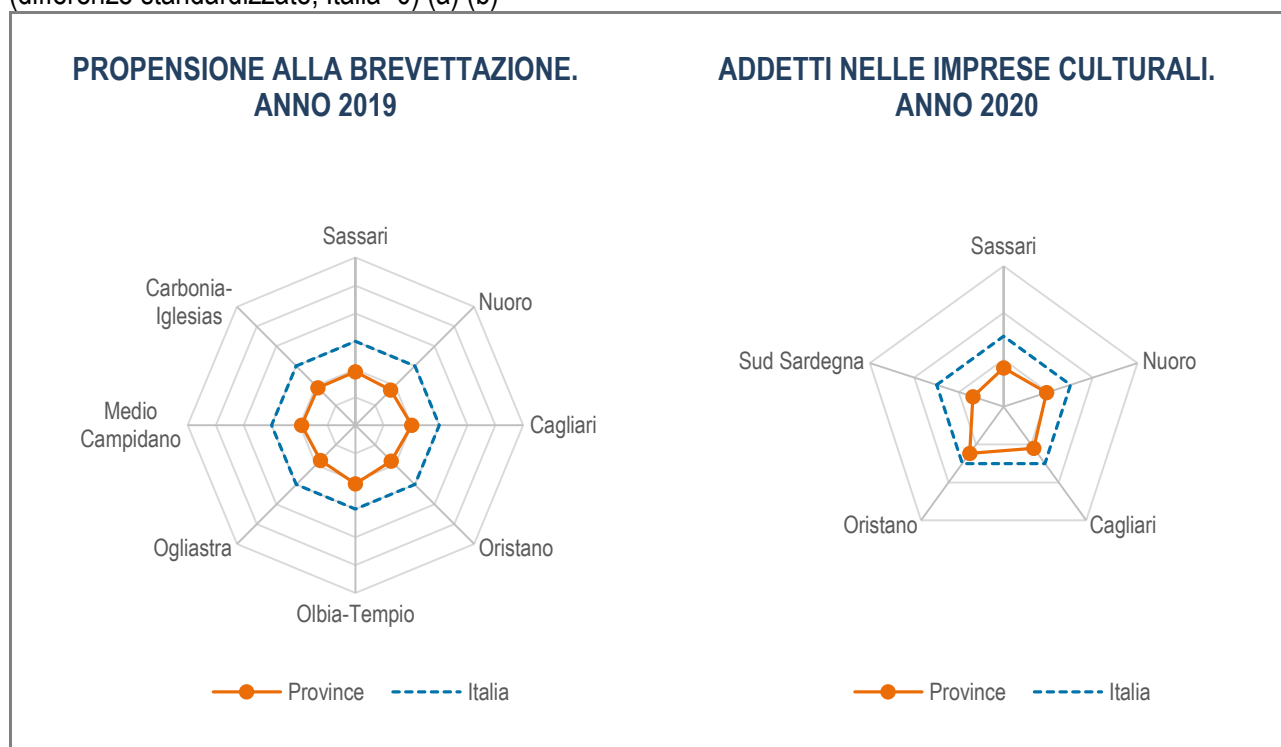 PROPENSIONE ALLA BREVETTAZIONE.
ANNO 2019
Sassari
Nuoro
Cagliari
Oristano
Olbia-Tempio
Ogliastra
Medio
Campidano
Carbonia-
Iglesias
Province
Italia
ADDETTI NELLE IMPRESE CULTURALI.
ANNO 2020
Sassari
Nuoro
Cagliari
Oristano
Sud Sardegna
Province
Italia